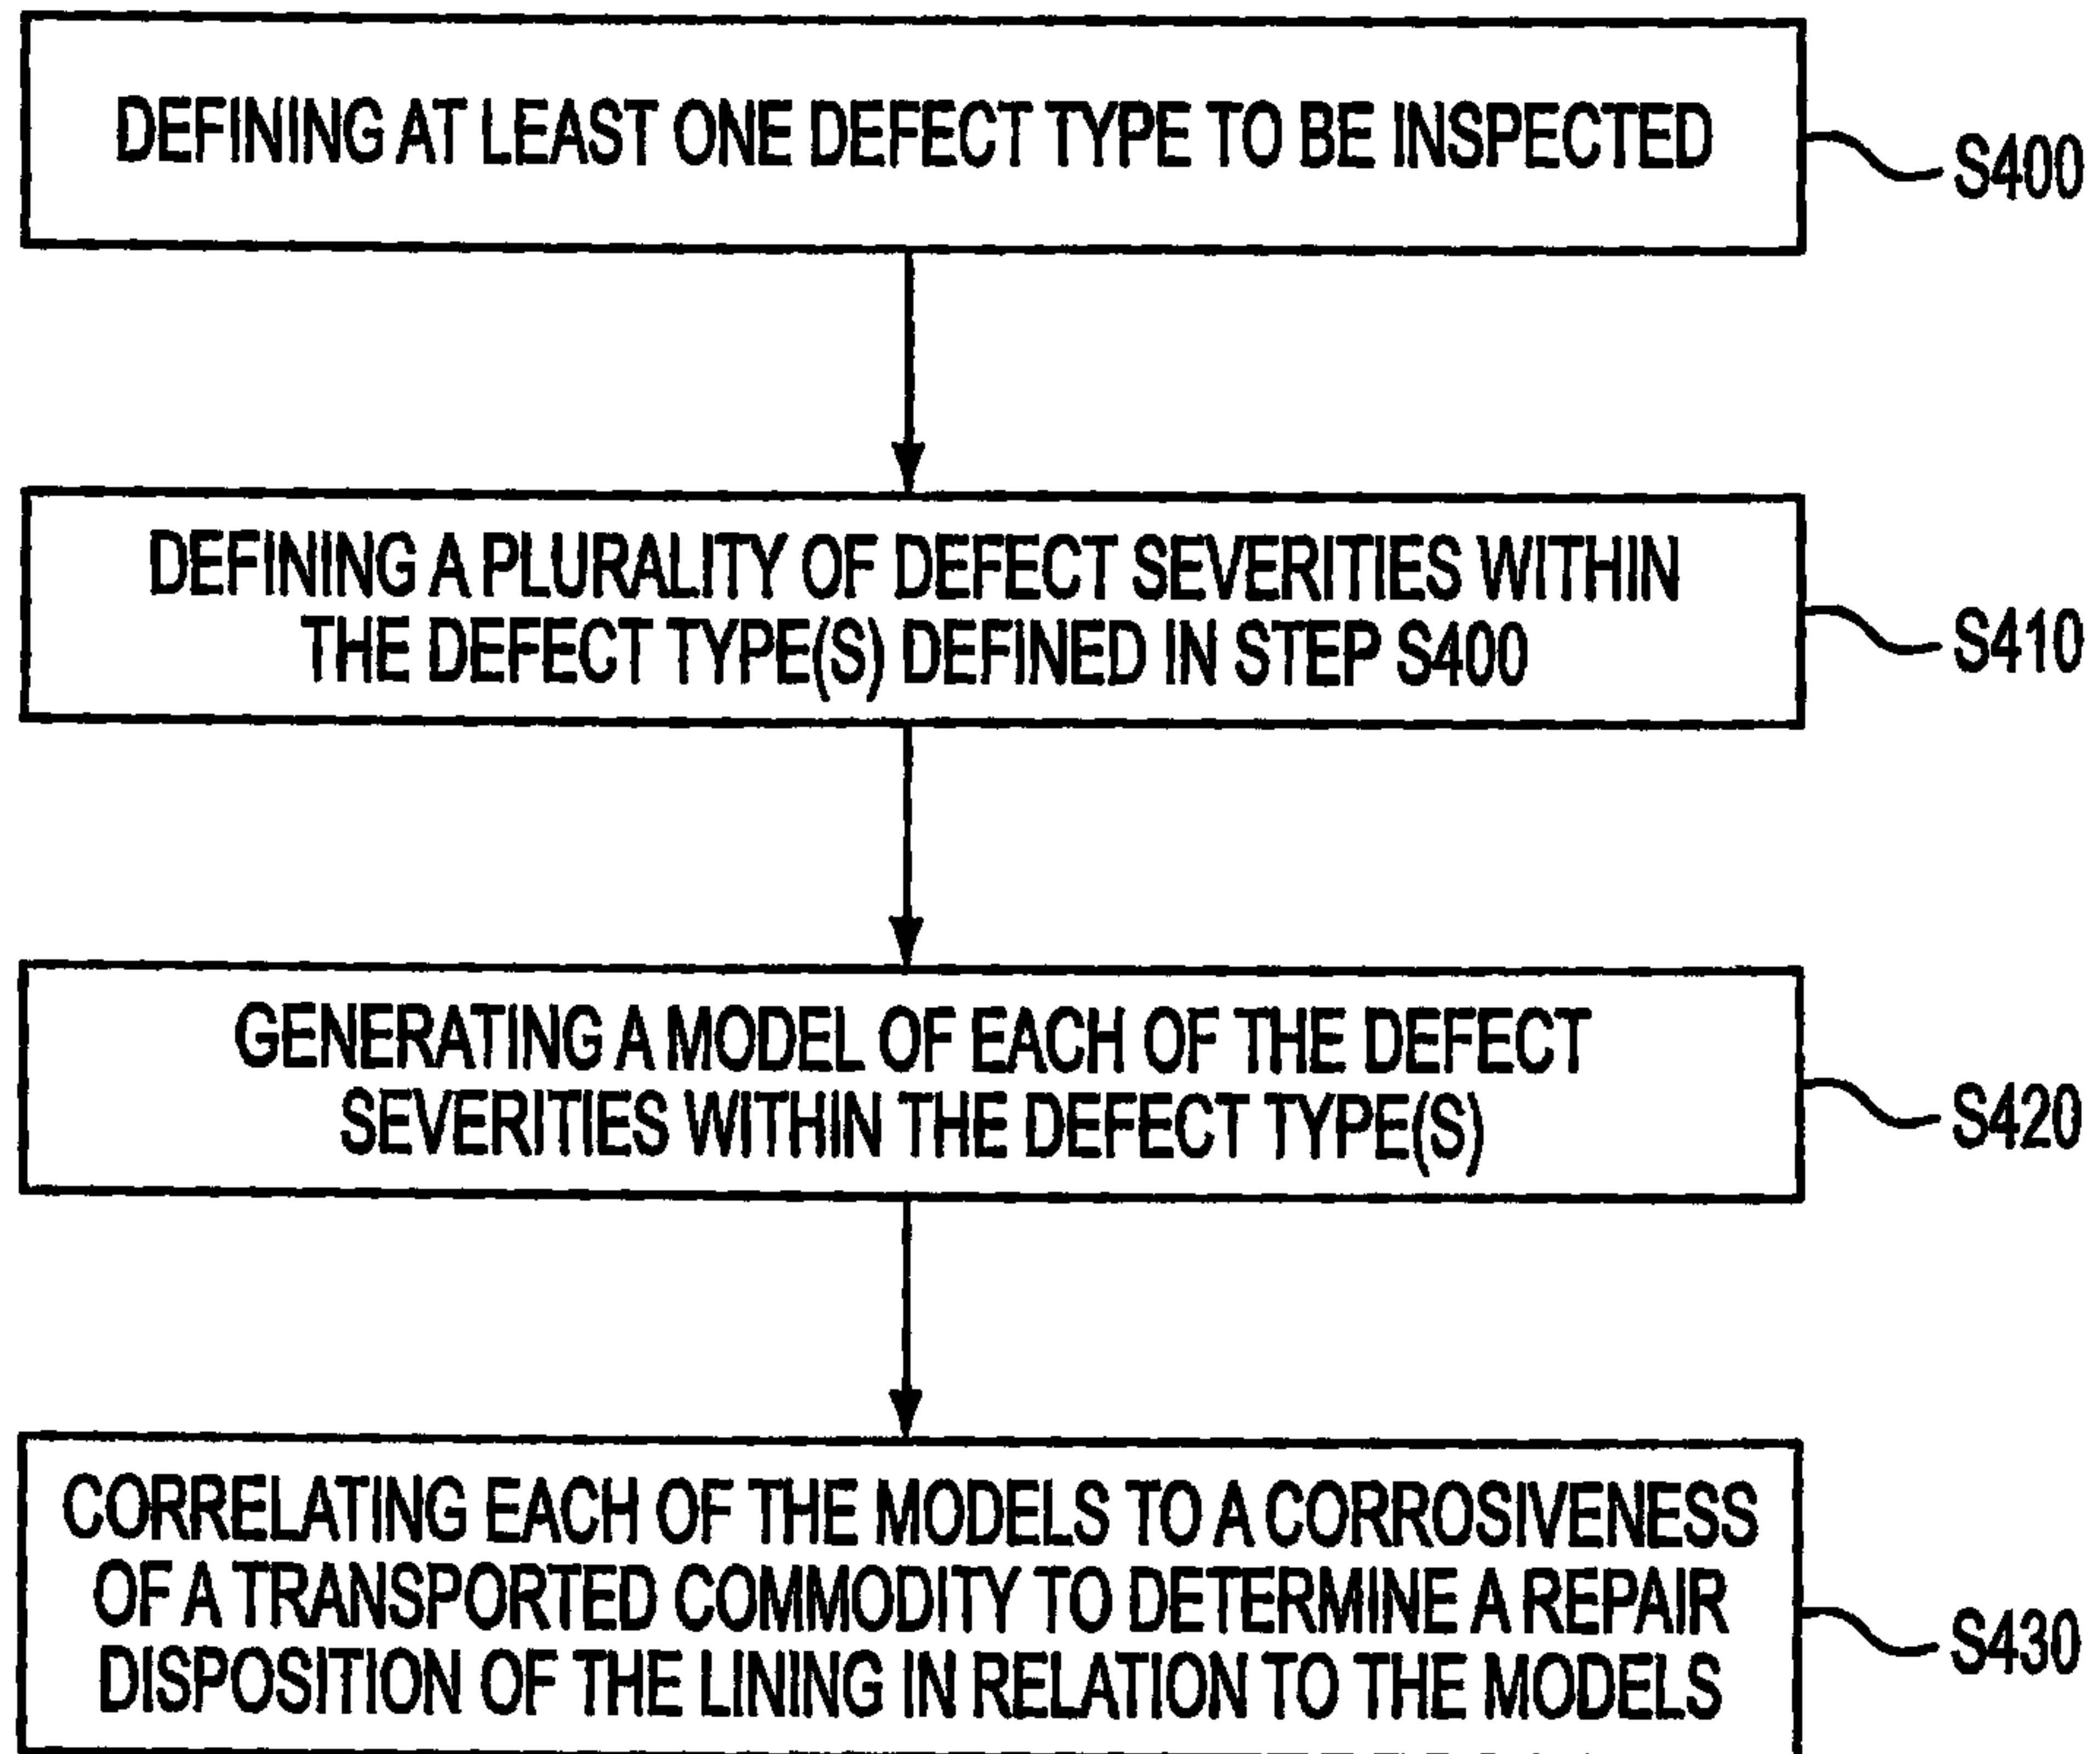 DEFINING AT LEAST ONE DEFECT TYPE TO BE INSPECTED
S400
DEFINING A PLURALITY OF DEFECT SEVERITIES WITHIN
THE DEFECT TYPE(S) DEFINED IN STEP S400
S410
GENERATING A MODEL OF EACH OF THE DEFECT
SEVERITIES WITHIN THE DEFECT TYPE(S)
S420
CORRELATING EACH OF THE MODELS TO A CORROSIVENESS
OF A TRANSPORTED COMMODITY TO DETERMINE A REPAIR
DISPOSITION OF THE LINING IN RELATION TO THE MODELS
S430